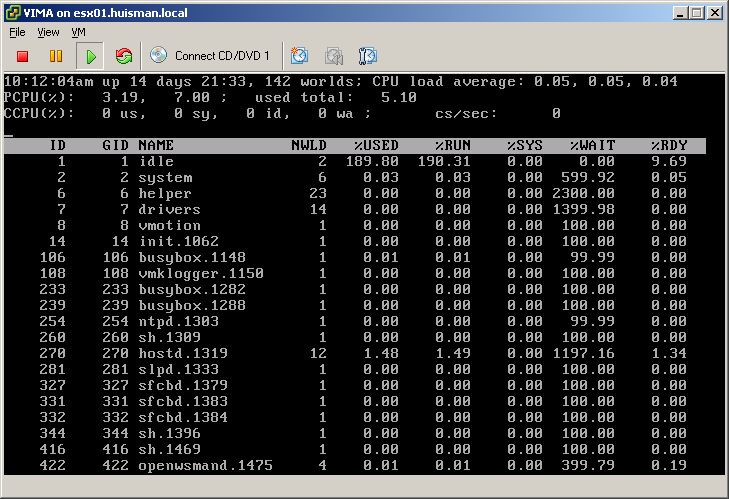 VIMA on esx01.huisman.local
File View VM
Connect CD/DVD 1
10:12:04am up 14 days 21:33, 142 worlds; CPU load average: 0.05, 0.05, 0.04
PCPU(%): 3.19, 7.00 ; used total: 5.10
CCPU(%): 0 us, 0 sy, 0 id, 0 wa ; cs/sec: 0
ID GID NAME NWLD %USED %RUN %SYS %WAIT %RDY
1 1 idle 2 189.80 190.31 0.00 0.00 9.69
2 2 system 6 0.03 0.03 0.00 599.92 0.05
6 6 helper 23 0.00 0.00 0.00 2300.00 0.00
7 7 drivers 14 0.00 0.00 0.00 1399.98 0.00
8 8 vmotion 1 0.00 0.00 0.00 100.00 0.00
14 14 init.1062 1 0.00 0.00 0.00 100.00 0.00
106 106 busybox.1148 1 0.01 0.01 0.00 99.99 0.00
108 108 vmklogger.1150 1 0.00 0.00 0.00 100.00 0.00
233 233 busybox.1282 1 0.00 0.00 0.00 100.00 0.00
239 239 busybox.1288 1 0.00 0.00 0.00 100.00 0.00
254 254 ntpd.1303 1 0.00 0.00 0.00 99.99 0.00
260 260 sh.1309 1 0.00 0.00 0.00 100.00 0.00
270 270 hostd.1319 12 1.48 1.49 0.00 1197.16 1.34
281 281 slpd.1333 1 0.00 0.00 0.00 100.00 0.00
327 327 sfcbd.1379 1 0.00 0.00 0.00 100.00 0.00
331 331 sfcbd.1383 1 0.00 0.00 0.00 100.00 0.00
332 332 sfcbd.1384 1 0.00 0.00 0.00 100.00 0.00
344 344 sh.1396 1 0.00 0.00 0.00 100.00 0.00
416 416 sh.1469 1 0.00 0.00 0.00 100.00 0.00
422 422 openwsmand.1475 4 0.01 0.01 0.00 399.79 0.19